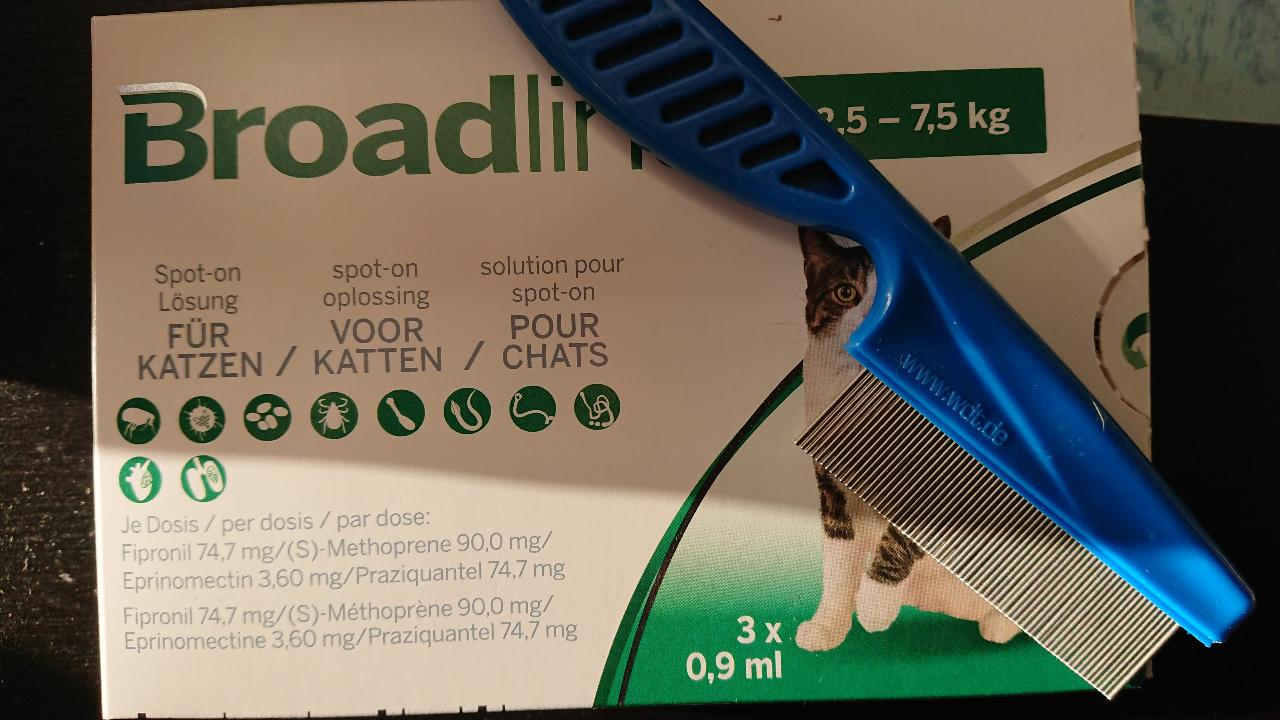 Broadline
2,5 – 7,5 kg
Spot-on
Lösung
FÜR
KATZEN /
spot-on
oplossing
VOOR
KATTEN /
solution pour
spot-on
POUR
CHATS
Je Dosis / per dosis / par dose:
Fipronil 74,7 mg/(S)-Methoprene 90,0 mg/
Eprinomectin 3,60 mg/Praziquantel 74,7 mg
Fipronil 74,7 mg/(S)-Méthoprène 90,0 mg/
Eprinomectine 3,60 mg/Praziquantel 74,7 mg
3 x
0,9 ml
www.wdt.de